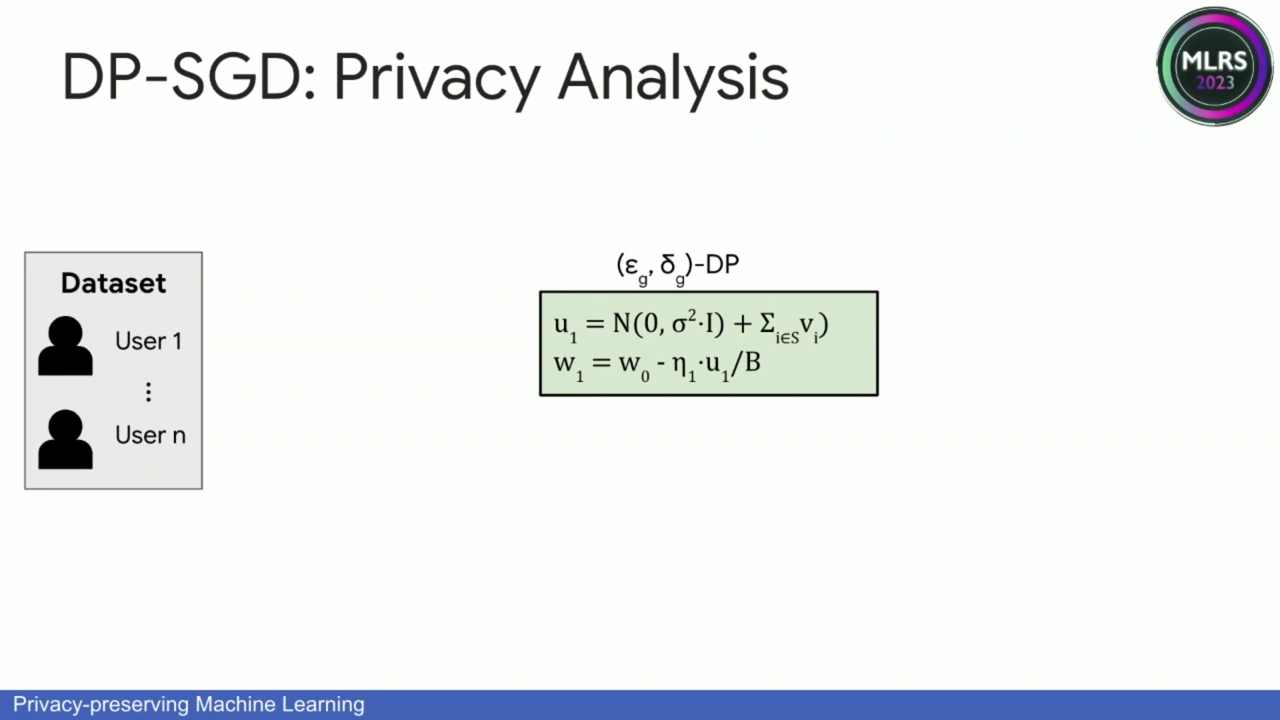 DP-SGD: Privacy Analysis
MLRS
2023
Dataset
User 1
⋮
User n
(ε_g, δ_g)-DP
u_1 = N(0, σ²·I) + Σ_{i∈S}v_i)
w_1 = w_0 - η_1·u_1/B
Privacy-preserving Machine Learning